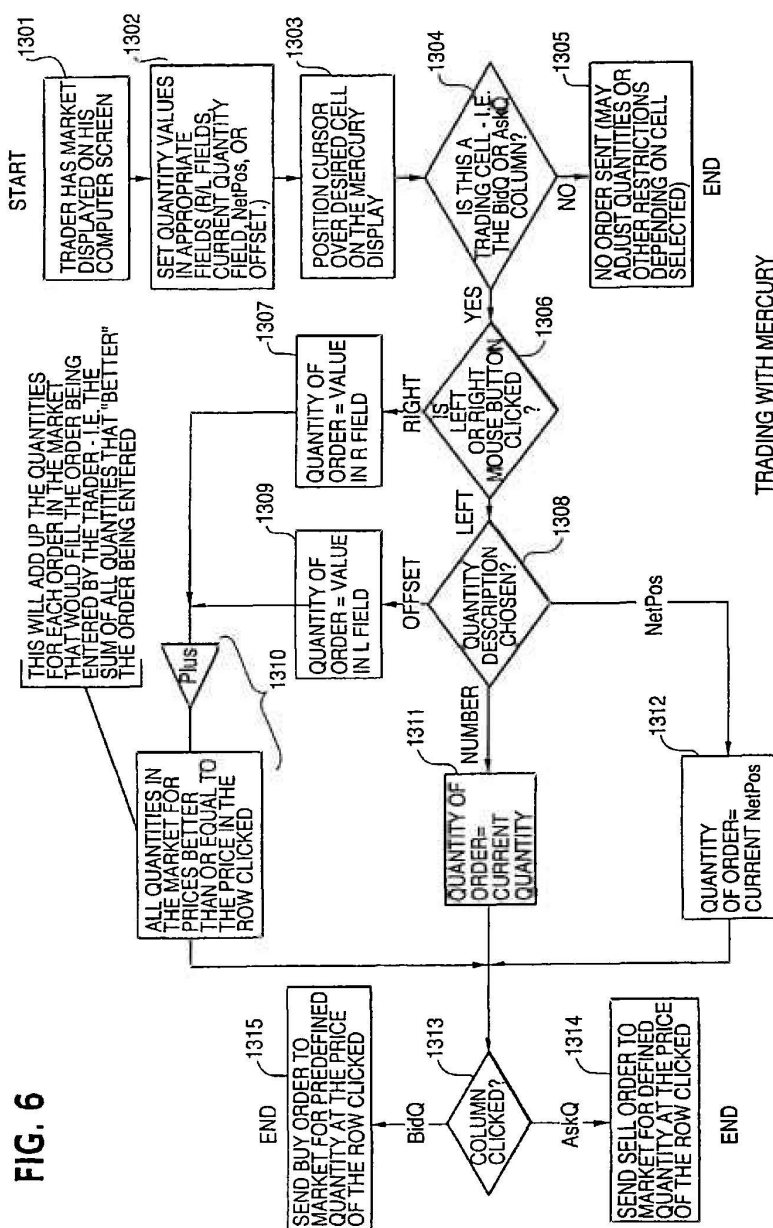 FIG. 6
START
1301
TRADER HAS MARKET
DISPLAYED ON HIS
COMPUTER SCREEN
1302
SET QUANTITY VALUES
IN APPROPRIATE
FIELDS (R/L FIELDS,
CURRENT QUANTITY
FIELD, NetPos, OR
OFFSET.)
1303
POSITION CURSOR
OVER DESIRED CELL
ON THE MERCURY
DISPLAY
1304
IS THIS A
TRADING CELL - I.E.
THE BidQ OR AskQ
COLUMN?
NO
1305
NO ORDER SENT (MAY
ADJUST QUANTITIES OR
OTHER RESTRICTIONS
DEPENDING ON CELL
SELECTED)
END
YES
1306
IS
LEFT
OR RIGHT
MOUSE BUTTON
CLICKED
?
RIGHT
1307
QUANTITY OF
ORDER = VALUE
IN R FIELD
LEFT
1308
QUANTITY
DESCRIPTION
CHOSEN?
OFFSET
1309
QUANTITY OF
ORDER = VALUE
IN L FIELD
Plus
1310
THIS WILL ADD UP THE QUANTITIES
FOR EACH ORDER IN THE MARKET
THAT WOULD FILL THE ORDER BEING
ENTERED BY THE TRADER - I.E. THE
SUM OF ALL QUANTITIES THAT "BETTER"
THE ORDER BEING ENTERED
ALL QUANTITIES IN
THE MARKET FOR
PRICES BETTER
THAN OR EQUAL TO
THE PRICE IN THE
ROW CLICKED
NUMBER
1311
QUANTITY OF
ORDER=
CURRENT
QUANTITY
NetPos
1312
QUANTITY
OF ORDER=
CURRENT NetPos
1313
COLUMN
CLICKED?
BidQ
1315
SEND BUY ORDER TO
MARKET FOR PREDEFINED
QUANTITY AT THE PRICE
OF THE ROW CLICKED
END
AskQ
1314
SEND SELL ORDER TO
MARKET FOR DEFINED
QUANTITY AT THE PRICE
OF THE ROW CLICKED
END
TRADING WITH MERCURY